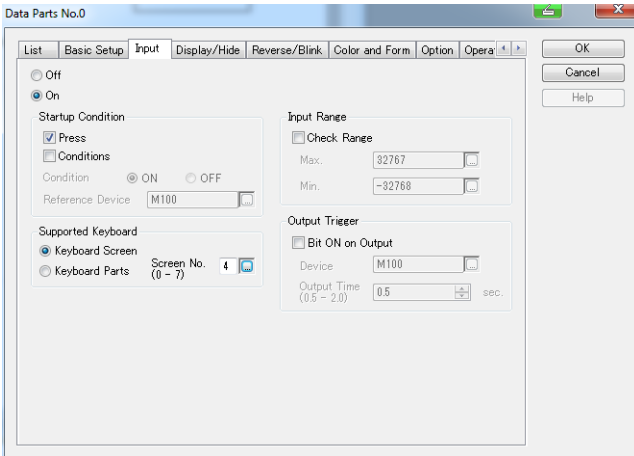 Data Parts No.0
List Basic Setup Input Display/Hide Reverse/Blink Color and Form Option Opera
OK
Cancel
Help
Off
On
Startup Condition
Press
Conditions
Condition ON OFF
Reference Device M100 ...
Supported Keyboard
Keyboard Screen
Keyboard Parts
Screen No. 4 ...
(0 - 7)
Input Range
Check Range
Max. 32767 ...
Min. -32768 ...
Output Trigger
Bit ON on Output
Device M100 ...
Output Time 0.5 sec.
(0.5 - 2.0)